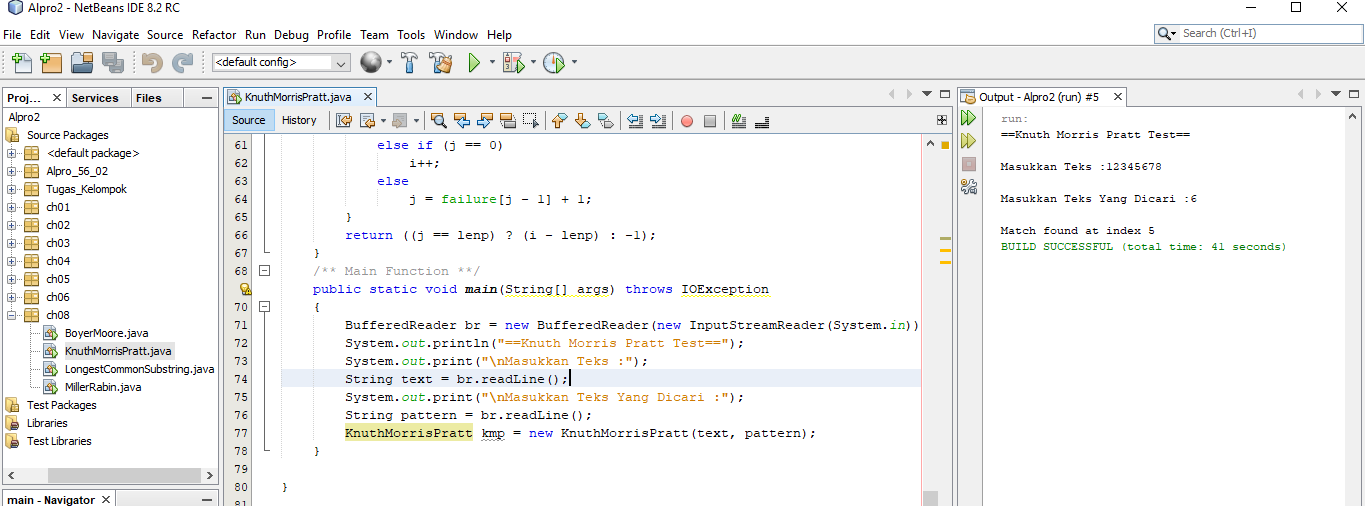 Alpro2 - NetBeans IDE 8.2 RC
File Edit View Navigate Source Refactor Run Debug Profile Team Tools Window Help
Search (Ctrl+I)
<default config>
Proj... Services Files
Alpro2
Source Packages
<default package>
Alpro_56_02
Tugas_Kelompok
ch01
ch02
ch03
ch04
ch05
ch06
ch08
BoyerMoore.java
KnuthMorrisPratt.java
LongestCommonSubstring.java
MillerRabin.java
Test Packages
Libraries
Test Libraries
main - Navigator
KnuthMorrisPratt.java
Source History
61 else if (j == 0)
62 i++;
63 else
64 j = failure[j - 1] + 1;
65 }
66 return ((j == lenp) ? (i - lenp) : -1);
67 }
68 /** Main Function **/
public static void main(String[] args) throws IOException
70 {
71 BufferedReader br = new BufferedReader(new InputStreamReader(System.in))
72 System.out.println("==Knuth Morris Pratt Test==");
73 System.out.print("\nMasukkan Teks :");
74 String text = br.readLine();
75 System.out.print("\nMasukkan Teks Yang Dicari :");
76 String pattern = br.readLine();
77 KnuthMorrisPratt kmp = new KnuthMorrisPratt(text, pattern);
78 }
79
80 }
81
Output - Alpro2 (run) #5
run:
==Knuth Morris Pratt Test==
Masukkan Teks :12345678
Masukkan Teks Yang Dicari :6
Match found at index 5
BUILD SUCCESSFUL (total time: 41 seconds)